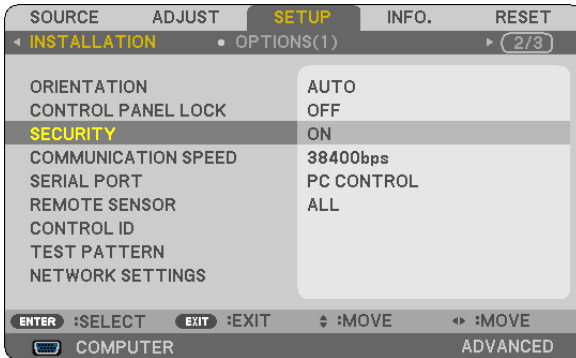 SOURCE ADJUST SETUP INFO. RESET
INSTALLATION • OPTIONS(1) 2/3
ORIENTATION AUTO
CONTROL PANEL LOCK OFF
SECURITY ON
COMMUNICATION SPEED 38400bps
SERIAL PORT PC CONTROL
REMOTE SENSOR ALL
CONTROL ID
TEST PATTERN
NETWORK SETTINGS
ENTER :SELECT EXIT :EXIT :MOVE :MOVE
COMPUTER ADVANCED